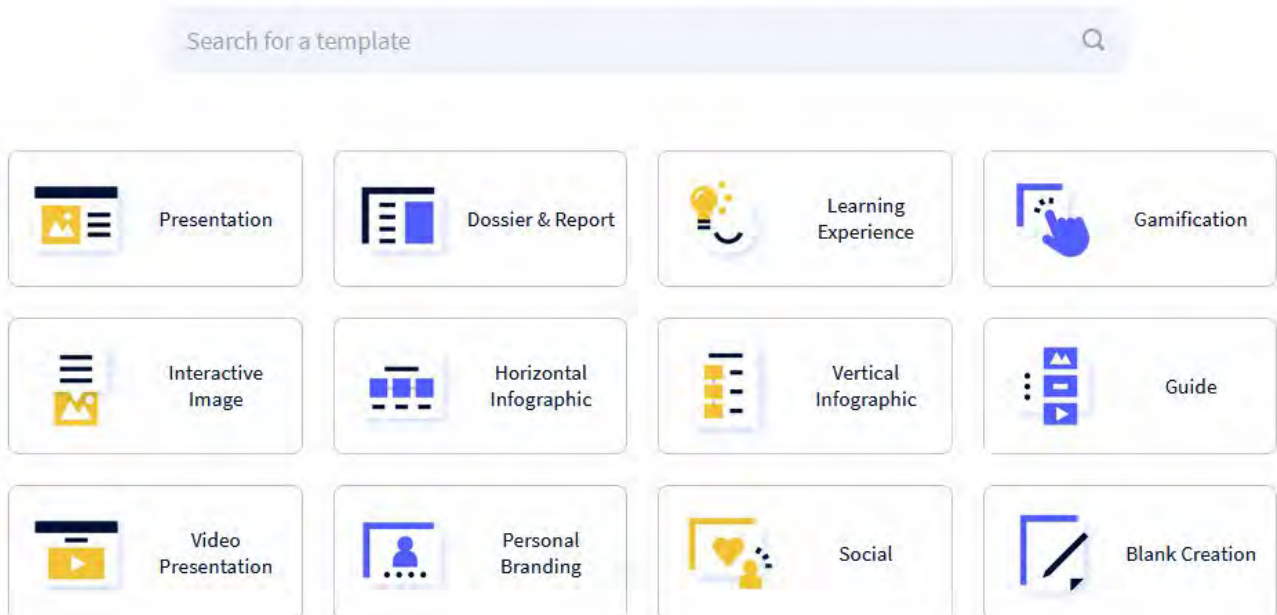 Search for a template
Presentation
Dossier & Report
Learning
Experience
Gamification
Interactive
Image
Horizontal
Infographic
Vertical
Infographic
Guide
Video
Presentation
Personal
Branding
Social
Blank Creation